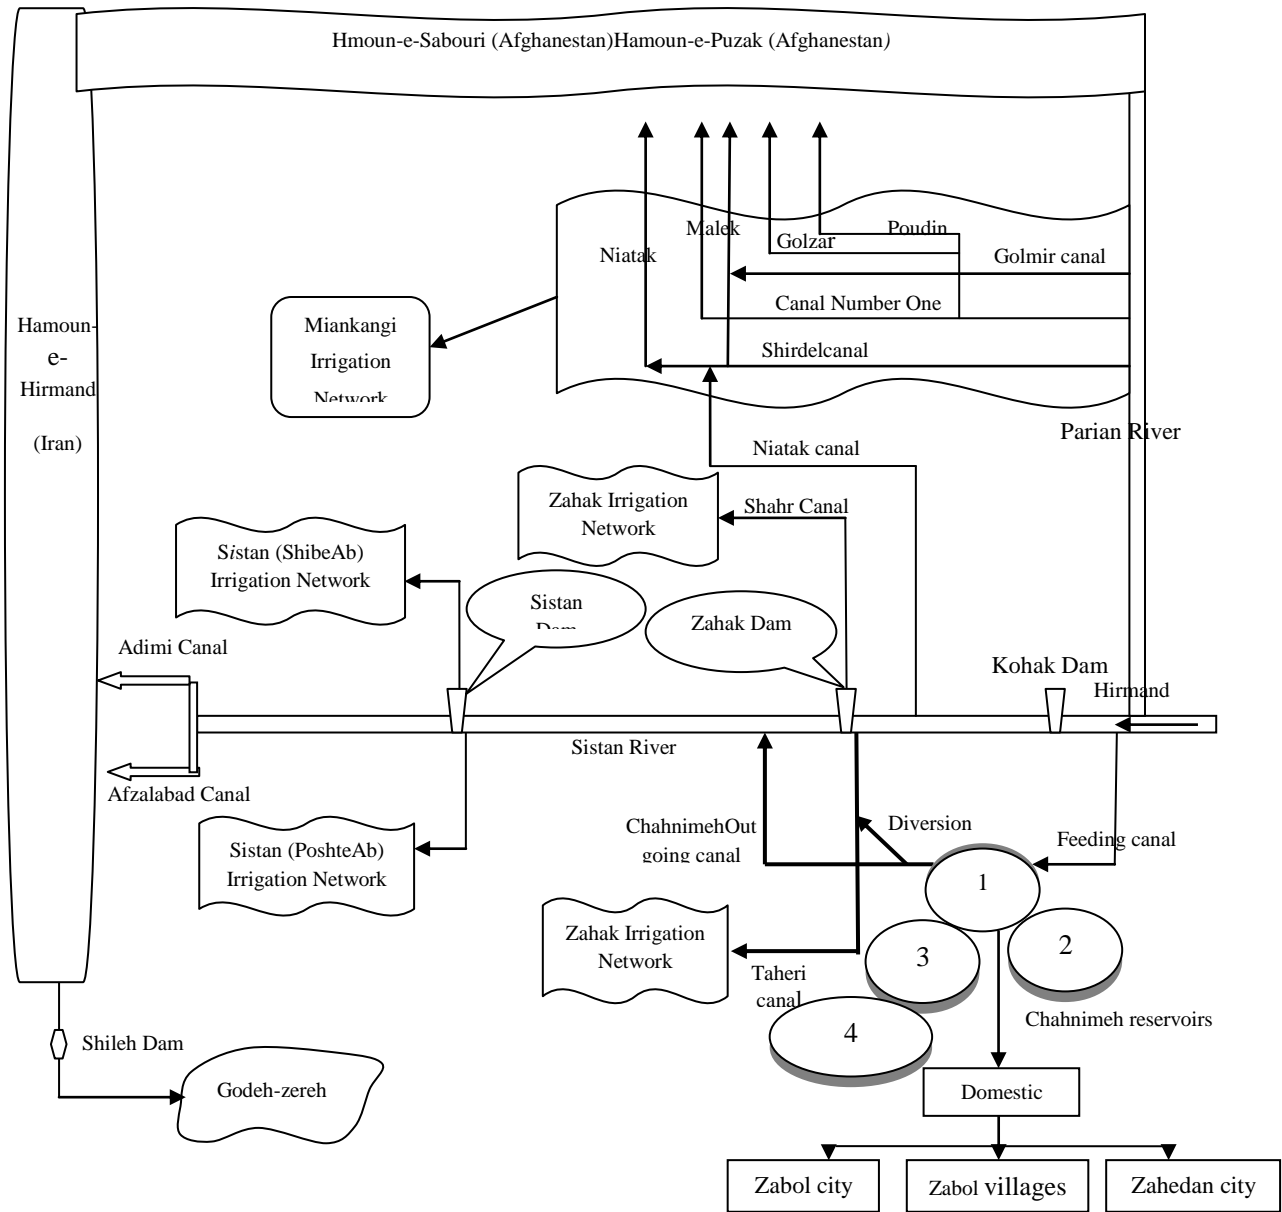 Hmoun-e-Sabouri (Afghanestan)Hamoun-e-Puzak (Afghanestan)
Malek
Poudin
Golzar
Niatak
Golmir canal
Canal Number One
Shirdelcanal
Miankangi
Irrigation
Network
Hamoun-
e-
Hirmand
(Iran)
Parian River
Niatak canal
Zahak Irrigation
Network
Shahr Canal
Sistan (ShibeAb)
Irrigation Network
Sistan
Dam
Zahak Dam
Adimi Canal
Kohak Dam
Hirmand
Sistan River
Afzalabad Canal
ChahnimehOut
going canal
Diversion
Feeding canal
Sistan (PoshteAb)
Irrigation Network
1
Zahak Irrigation
Network
3
2
Taheri
canal
Chahnimeh reservoirs
4
Shileh Dam
Godeh-zereh
Domestic
Zabol city
Zabol villages
Zahedan city